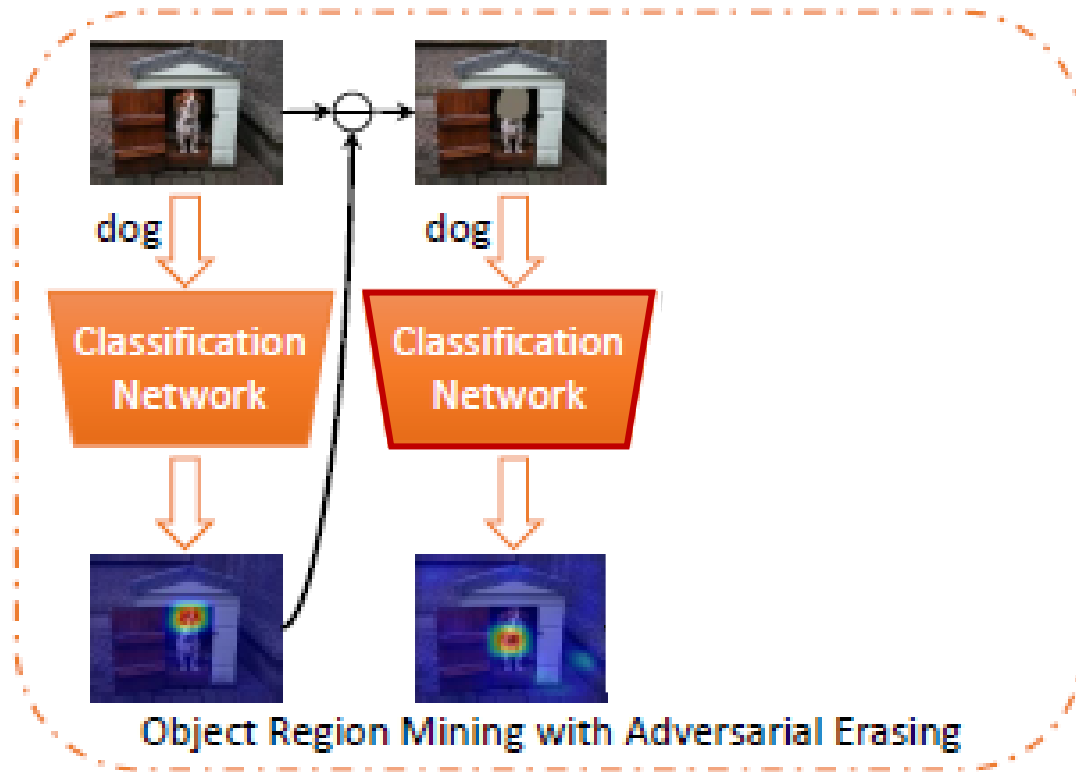 dog
dog
Classification
Network
Classification
Network
Object Region Mining with Adversarial Erasing